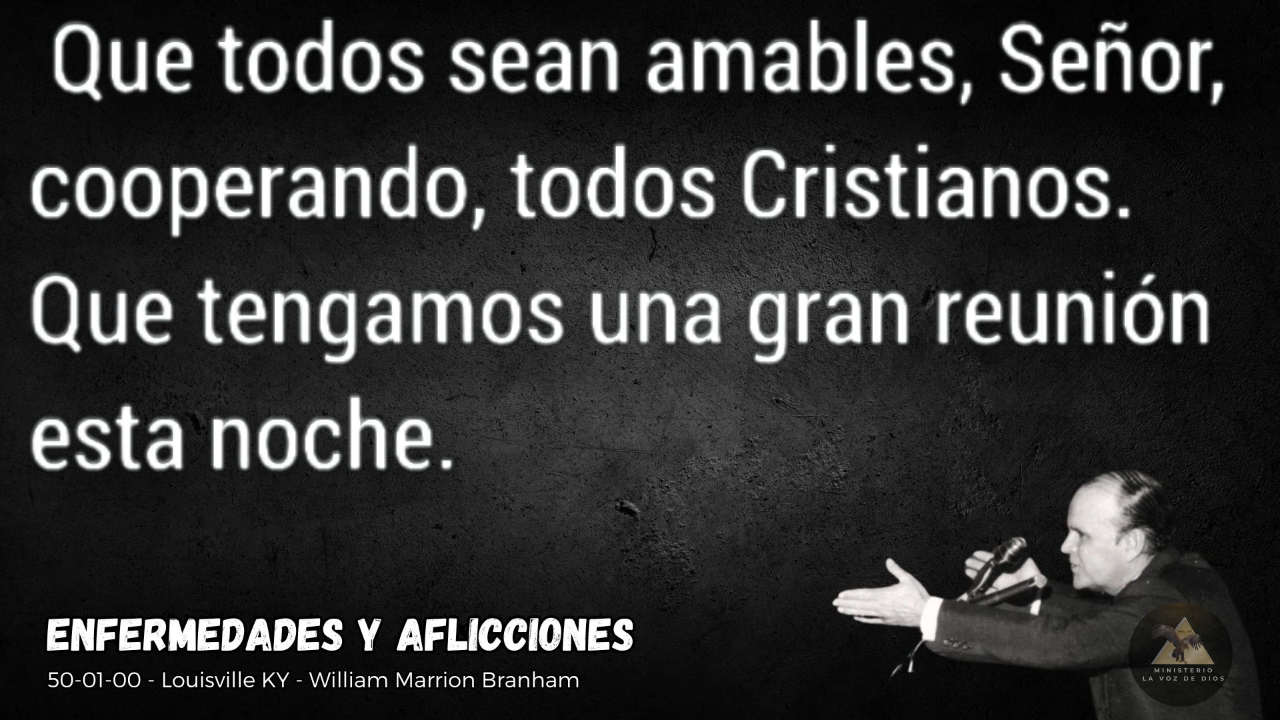 Que todos sean amables, Señor,
cooperando, todos Cristianos.
Que tengamos una gran reunión
esta noche.
ENFERMEDADES Y AFLICCIONES
50-01-00 - Louisville KY - William Marrion Branham
MINISTERIO
LA VOZ DE DIOS